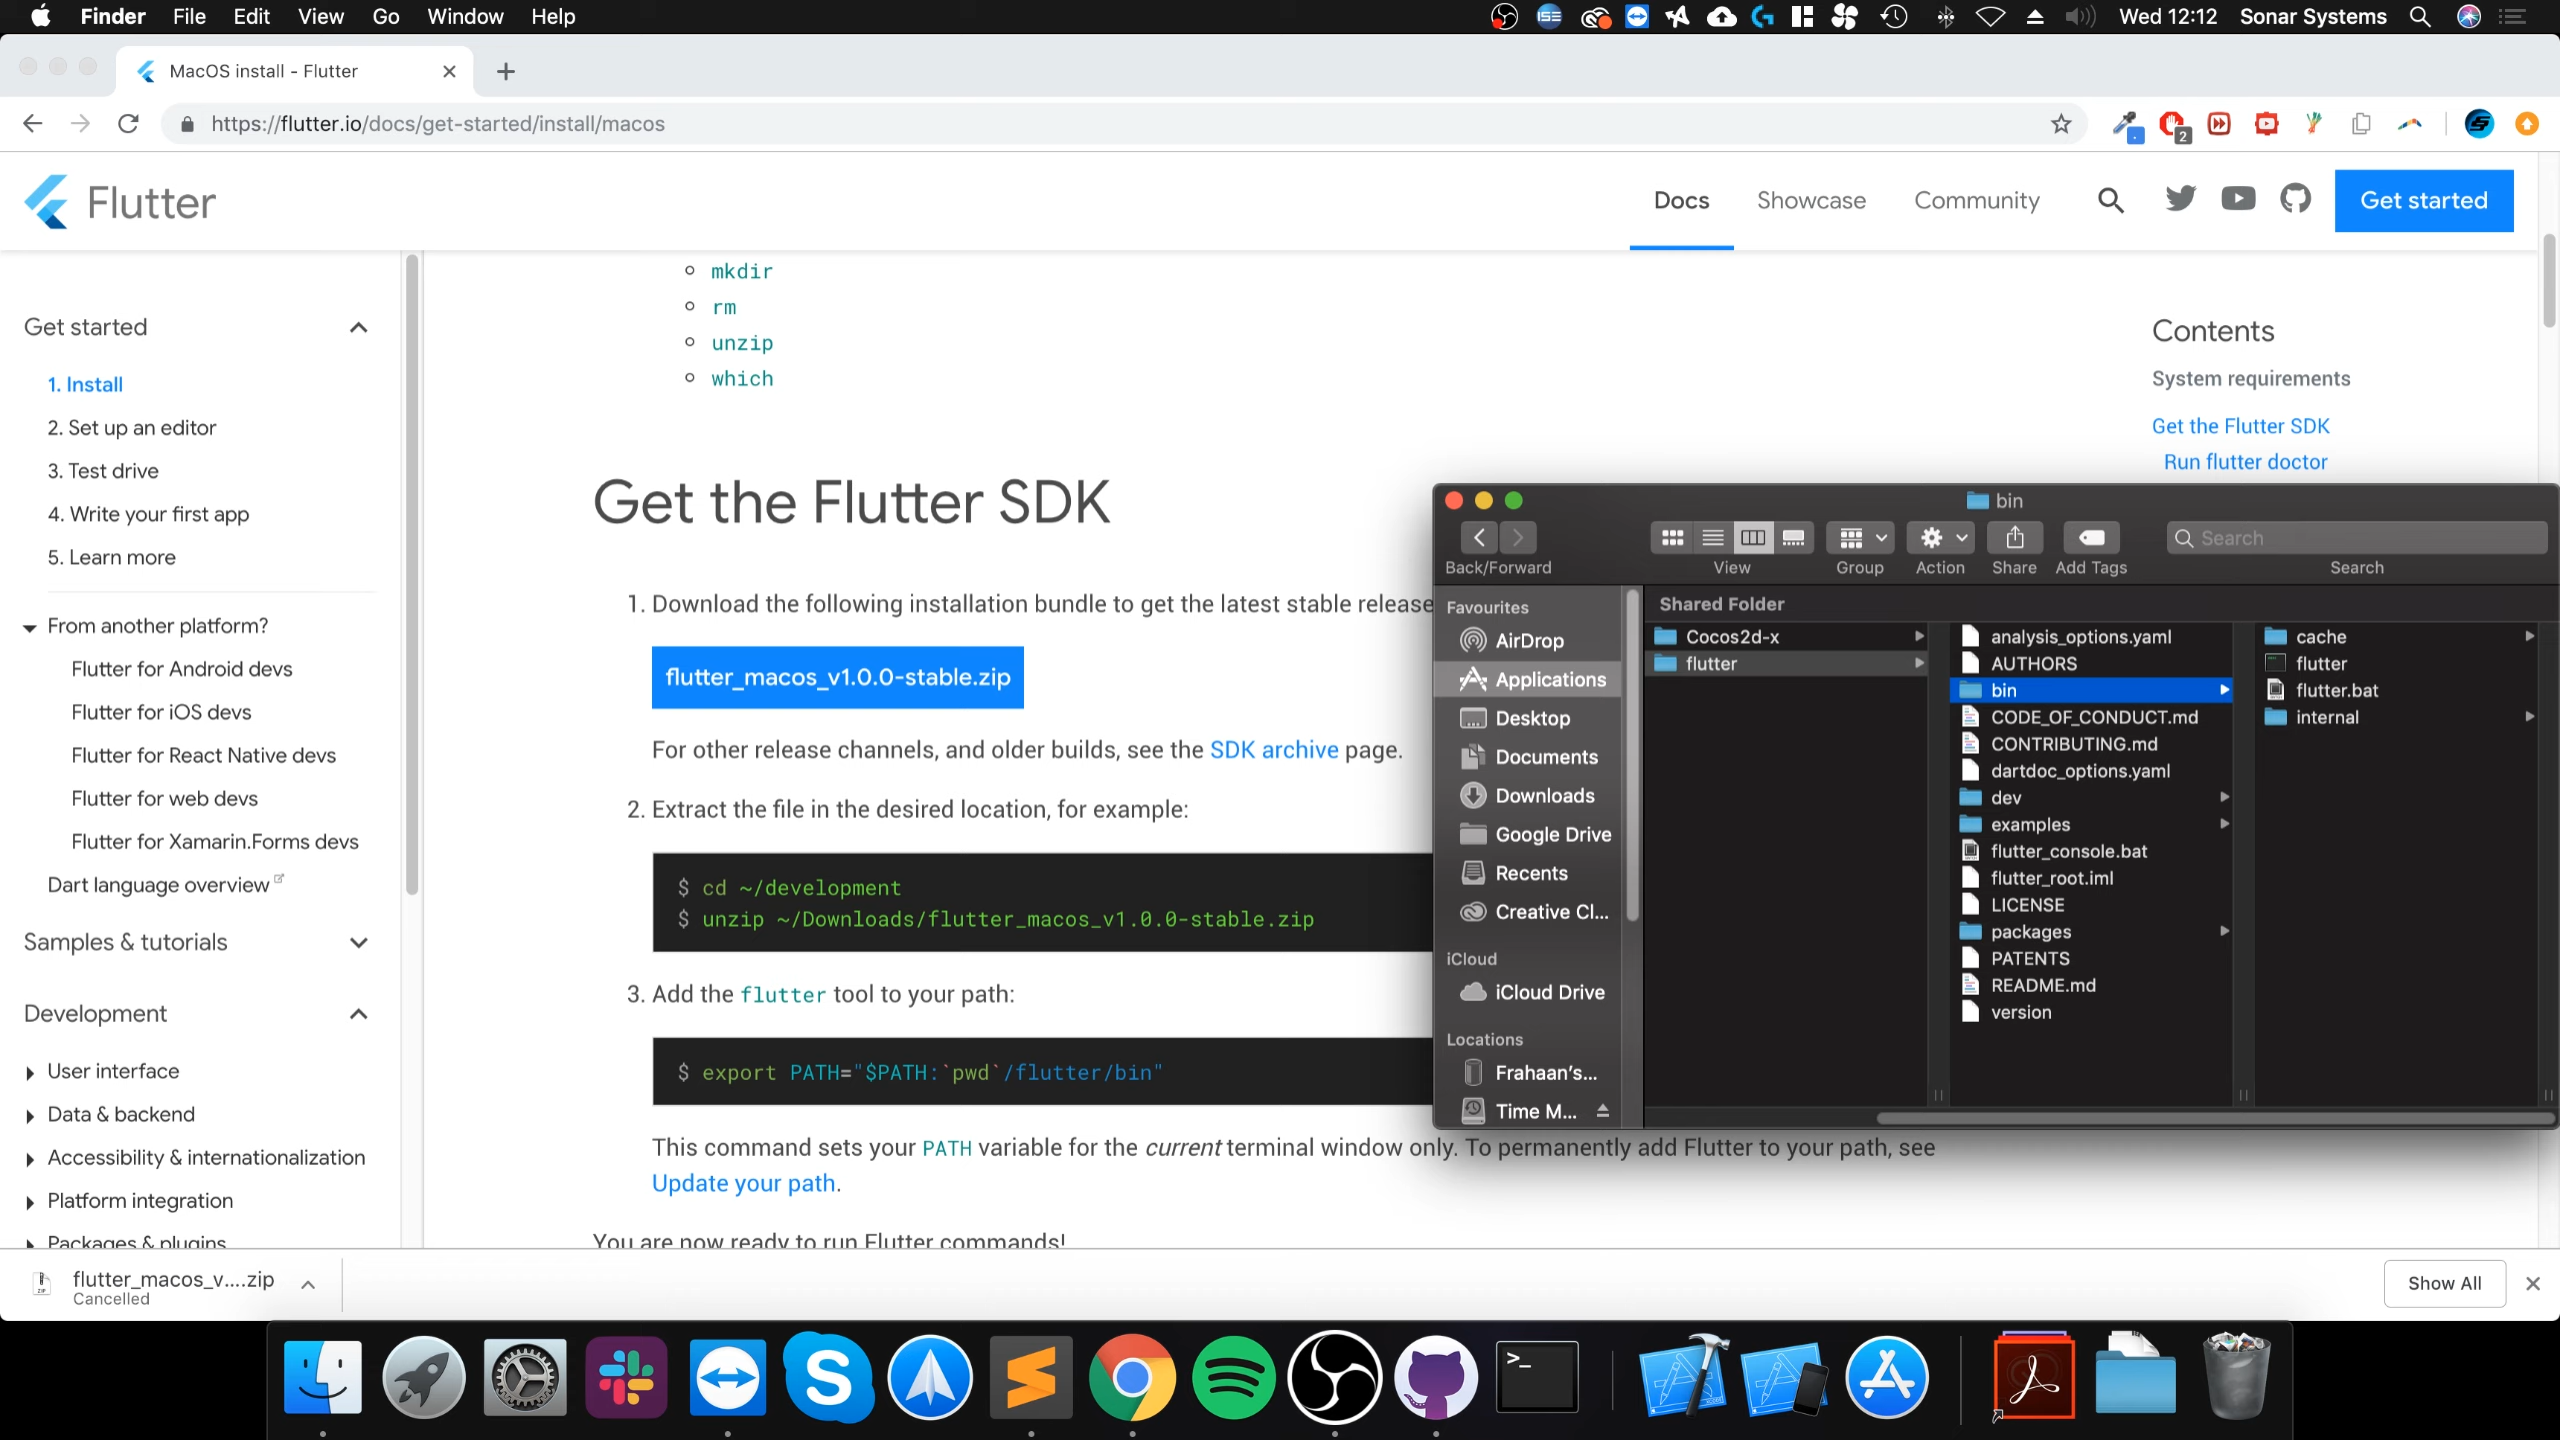 Finder File Edit View Go Window Help Wed 12:12 Sonar Systems
MacOS install - Flutter
https://flutter.io/docs/get-started/install/macos
2
Flutter Docs Showcase Community Get started
Get started
1. Install
2. Set up an editor
3. Test drive
4. Write your first app
5. Learn more
From another platform?
Flutter for Android devs
Flutter for iOS devs
Flutter for React Native devs
Flutter for web devs
Flutter for Xamarin.Forms devs
Dart language overview
Samples & tutorials
Development
User interface
Data & backend
Accessibility & internationalization
Platform integration
Packages & plugins
mkdir
rm
unzip
which
Get the Flutter SDK
1. Download the following installation bundle to get the latest stable release
flutter_macos_v1.0.0-stable.zip
For other release channels, and older builds, see the SDK archive page.
2. Extract the file in the desired location, for example:
$ cd ~/development
$ unzip ~/Downloads/flutter_macos_v1.0.0-stable.zip
3. Add the flutter tool to your path:
$ export PATH="$PATH:`pwd`/flutter/bin"
This command sets your PATH variable for the current terminal window only. To permanently add Flutter to your path, see
Update your path.
You are now ready to run Flutter commands!
Contents
System requirements
Get the Flutter SDK
Run flutter doctor
bin
Search
Back/Forward View Group Action Share Add Tags Search
Favourites
AirDrop
Applications
Desktop
Documents
Downloads
Google Drive
Recents
Creative Cl...
iCloud
iCloud Drive
Locations
Frahaan's...
Time M...
Shared Folder
Cocos2d-x
flutter
analysis_options.yaml
AUTHORS
bin
CODE_OF_CONDUCT.md
CONTRIBUTING.md
dartdoc_options.yaml
dev
examples
flutter_console.bat
flutter_root.iml
LICENSE
packages
PATENTS
README.md
version
cache
flutter
flutter.bat
internal
flutter_macos_v....zip
Cancelled
Show All